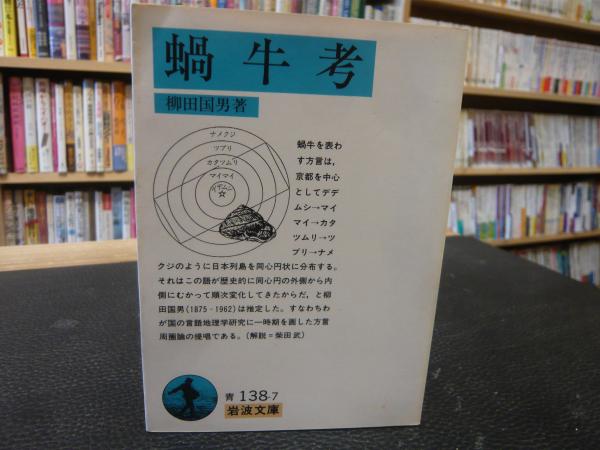 蝸牛考
柳田国男著
ナメクジ
ツブリ
カタツムリ
マイマイ
デデムシ
蝸牛を表わ
す方言は，
京都を中心
としてデデ
ムシ→マイ
マイ→カタ
ツムリ→ツ
ブリ→ナメ
クジのように日本列島を同心円状に分布する。
それはこの語が歴史的に同心円の外側から内
側にむかって順次変化してきたからだ，と柳
田国男（1875‐1962）は推定した。すなわちわ
が国の言語地理学研究に一時期を画した方言
周圏論の提唱である。（解説＝柴田 武）
青 138-7
岩波文庫